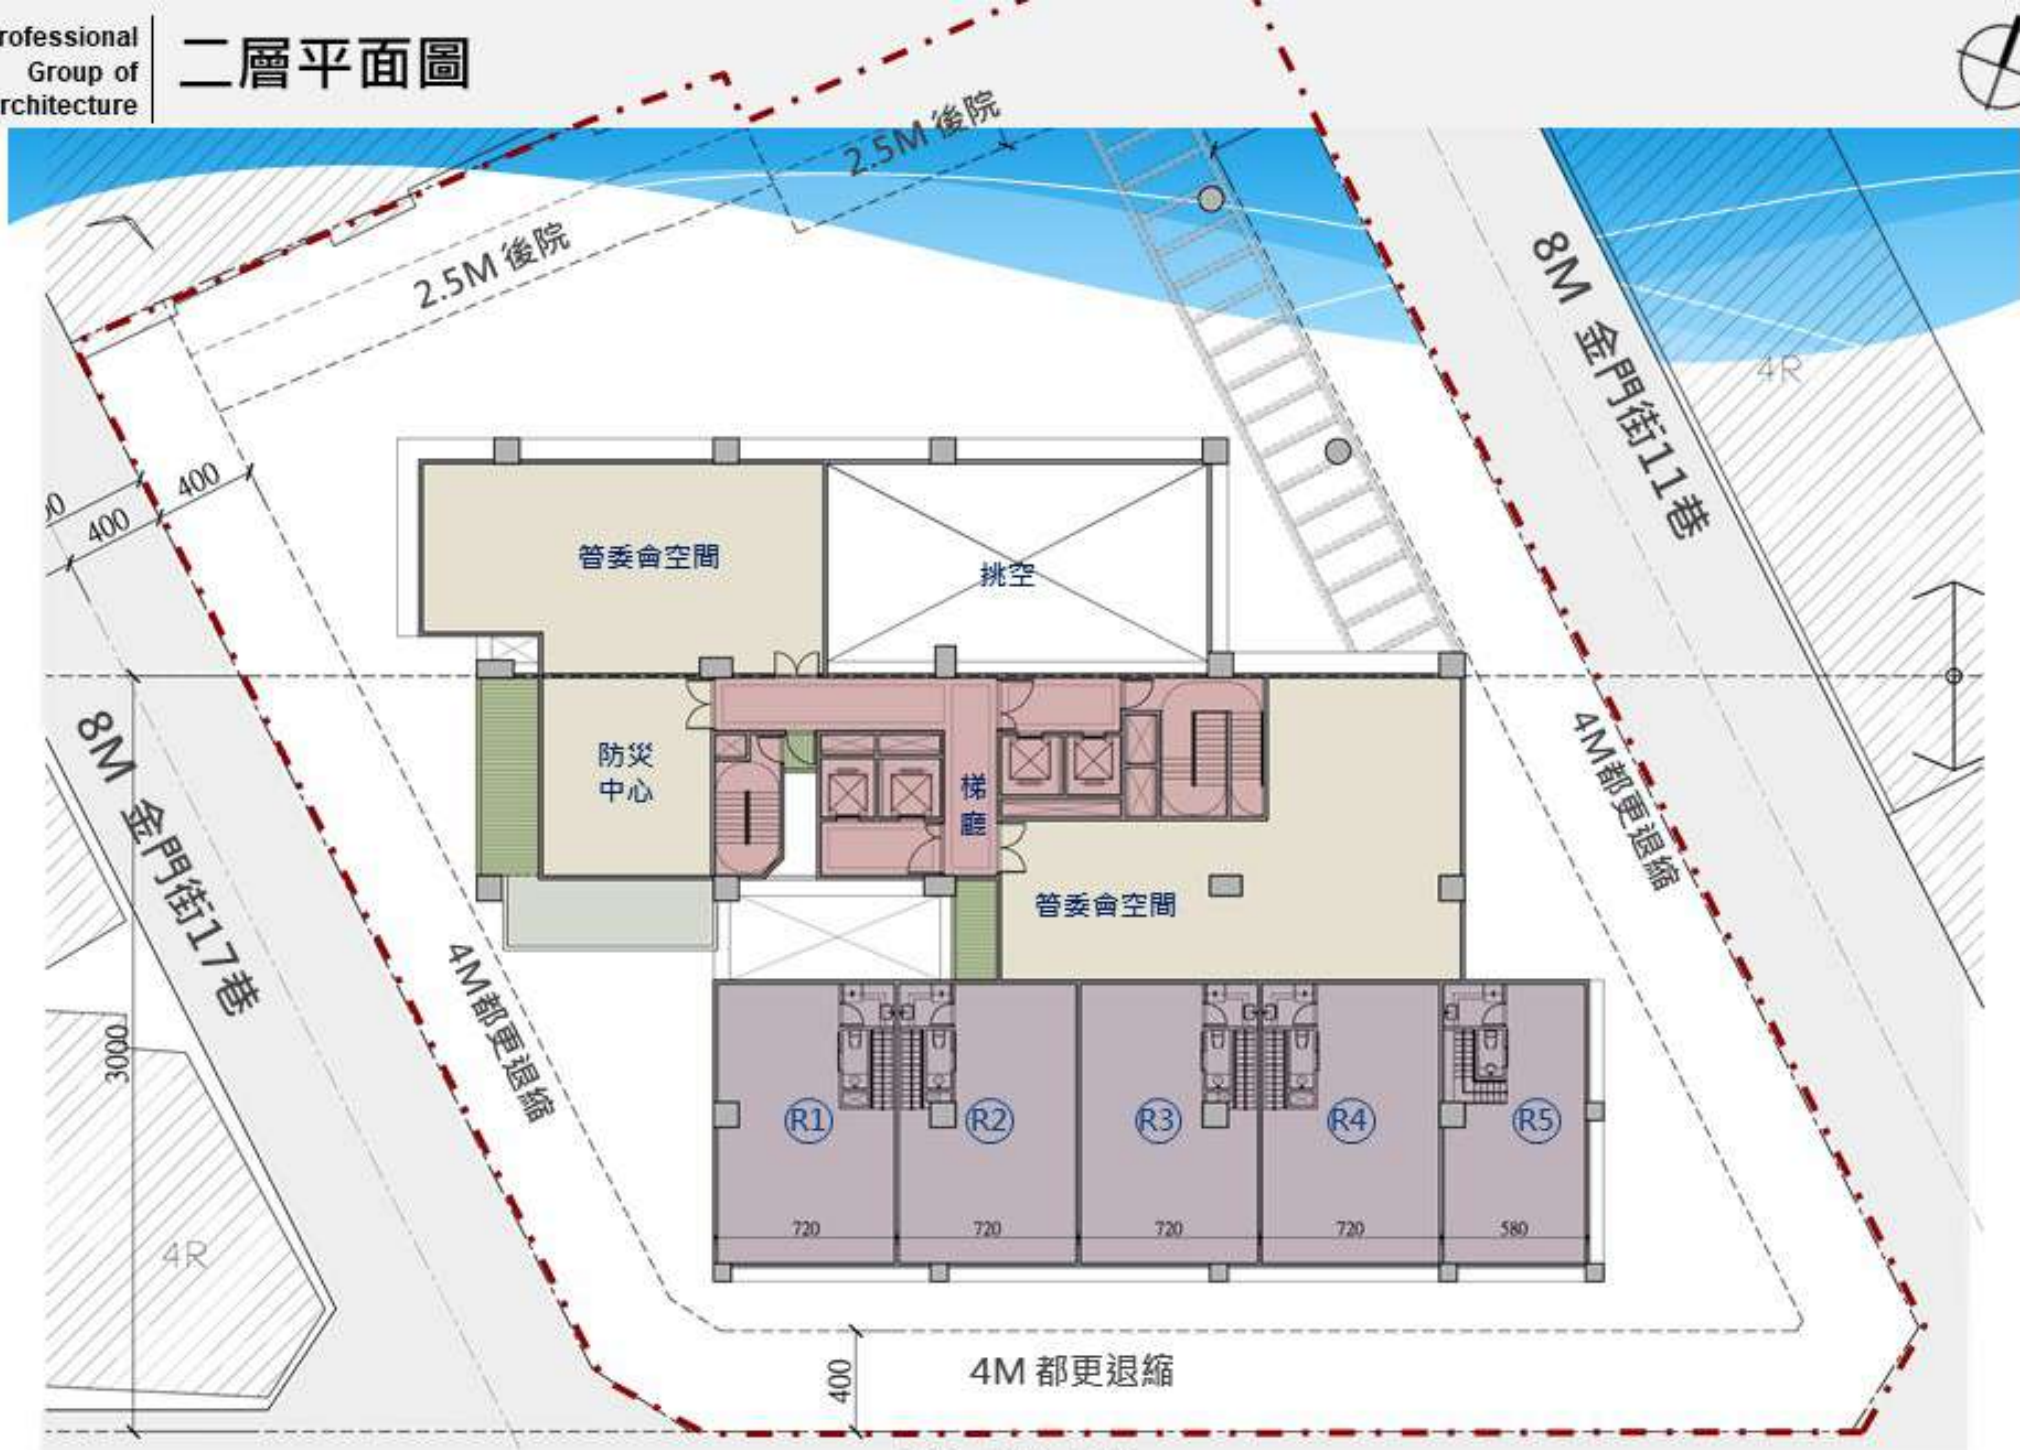 rofessional
Group of
rchitecture
二層平面圖
2.5M 後院
2.5M 後院
8M 金門街11巷
4R
400
400
管委會空間
挑空
8M 金門街17巷
防災
中心
梯
廳
4M都更退縮
管委會空間
4M都更退縮
3000
R1
R2
R3
R4
R5
720
720
720
720
580
4R
400
4M 都更退縮